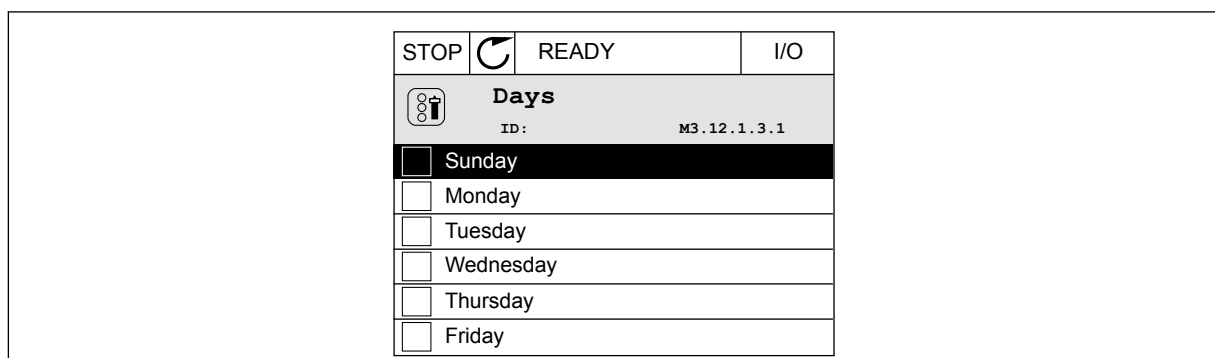 STOP READY I/O
Days
ID: M3.12.1.3.1
Sunday
Monday
Tuesday
Wednesday
Thursday
Friday